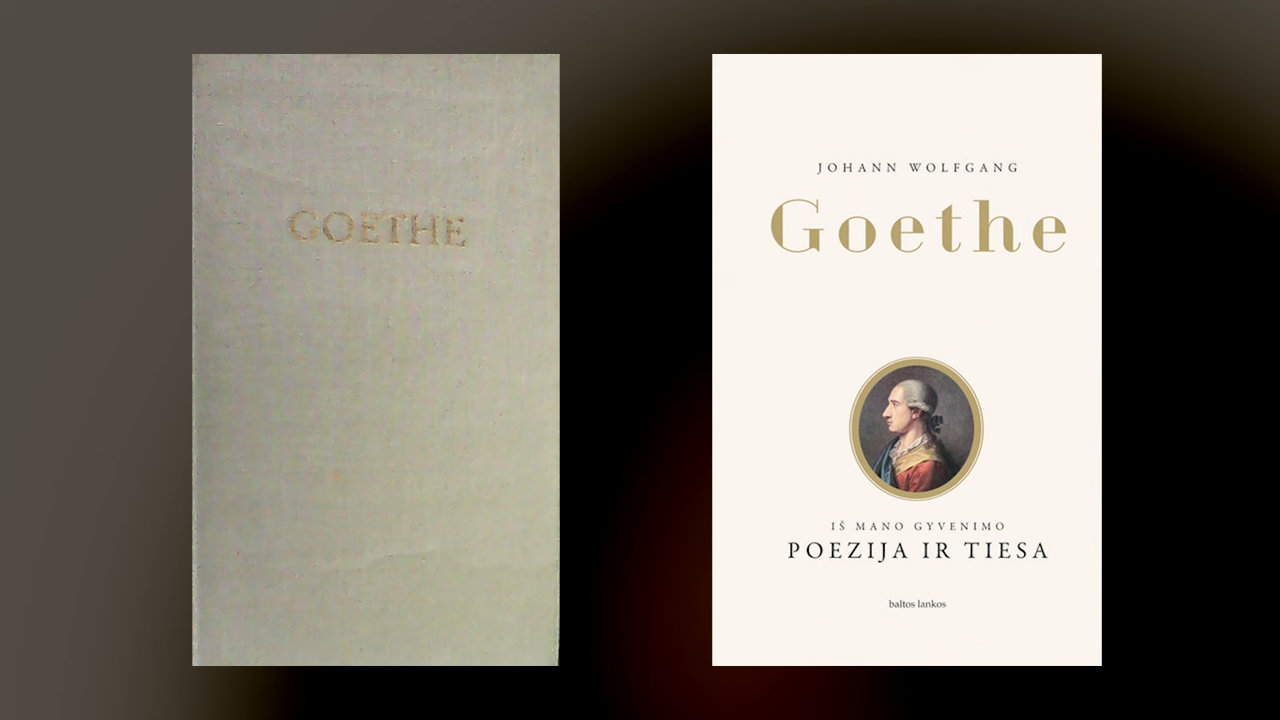 GOETHE
JOHANN WOLFGANG
Goethe
IŠ MANO GYVENIMO
POEZIJA IR TIESA
baltos lankos